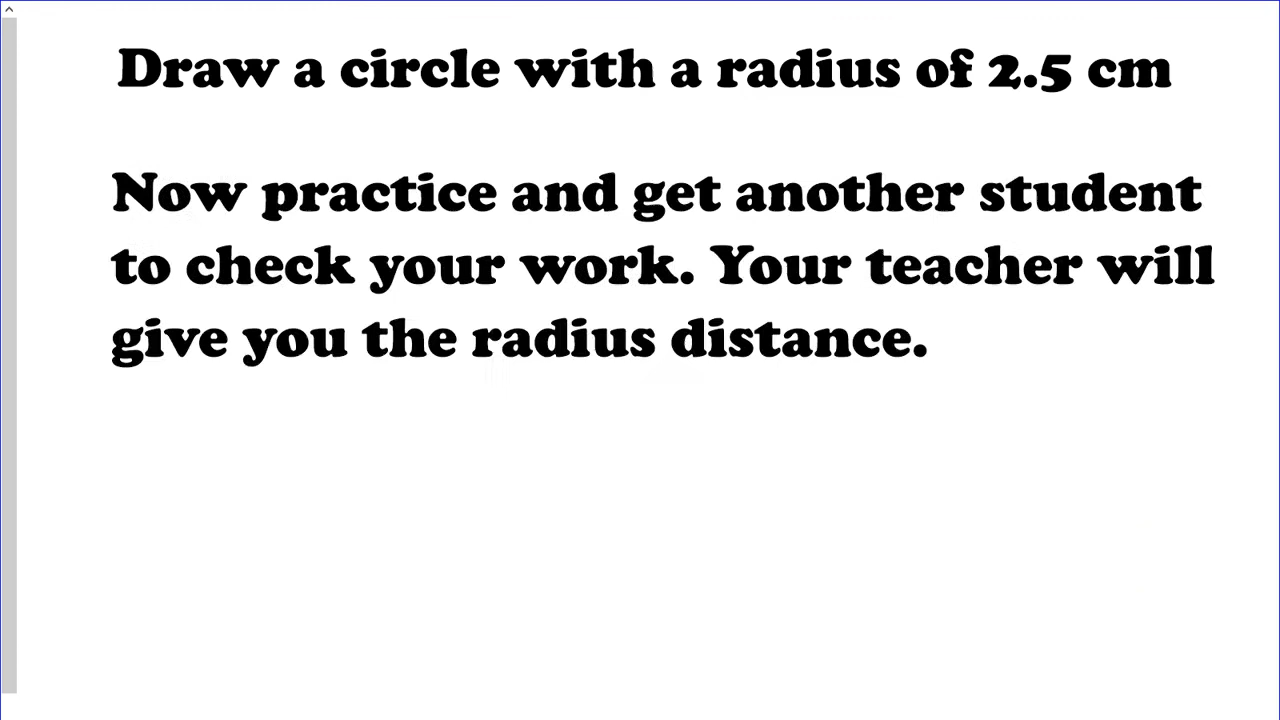 Draw a circle with a radius of 2.5 cm
Now practice and get another student
to check your work. Your teacher will
give you the radius distance.